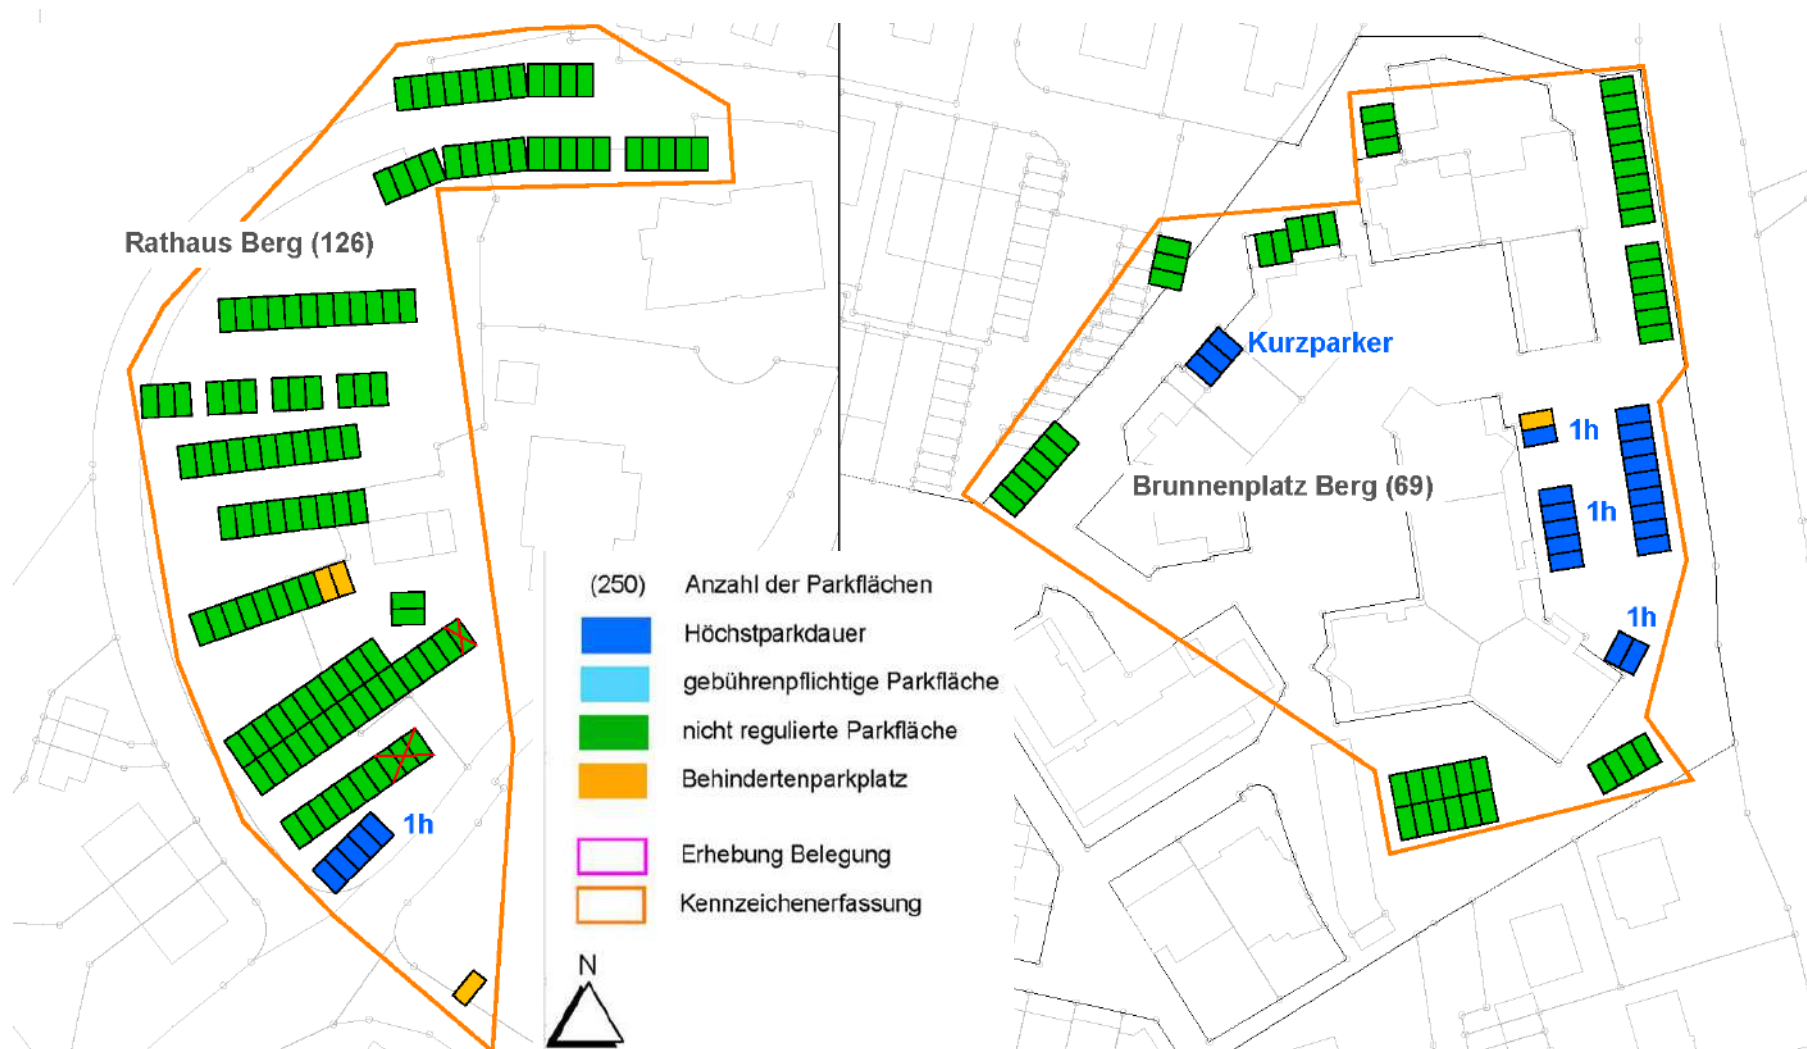 Rathaus Berg (126)
1h
(250) Anzahl der Parkflächen
Höchstparkdauer
gebührenpflichtige Parkfläche
nicht regulierte Parkfläche
Behindertenparkplatz
Erhebung Belegung
Kennzeichenerfassung
N
Kurzparker
1h
Brunnenplatz Berg (69)
1h
1h